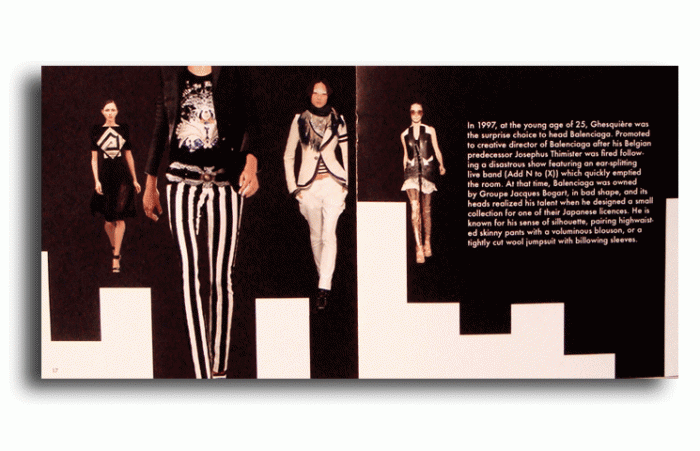 In 1997, at the young age of 25, Ghesquière was
the surprise choice to head Balenciaga. Promoted
to creative director of Balenciaga after his Belgian
predecessor Josephus Thimister was fired follow-
ing a disastrous show featuring an ear-splitting
live band (Add N to (X)) which quickly emptied
the room. At that time, Balenciaga was owned
by Groupe Jacques Bogart, in bad shape, and its
heads realized his talent when he designed a small
collection for one of their Japanese licences. He is
known for his sense of silhouette, pairing highwaist-
ed skinny pants with a voluminous blouson, or a
tightly cut wool jumpsuit with billowing sleeves.
17